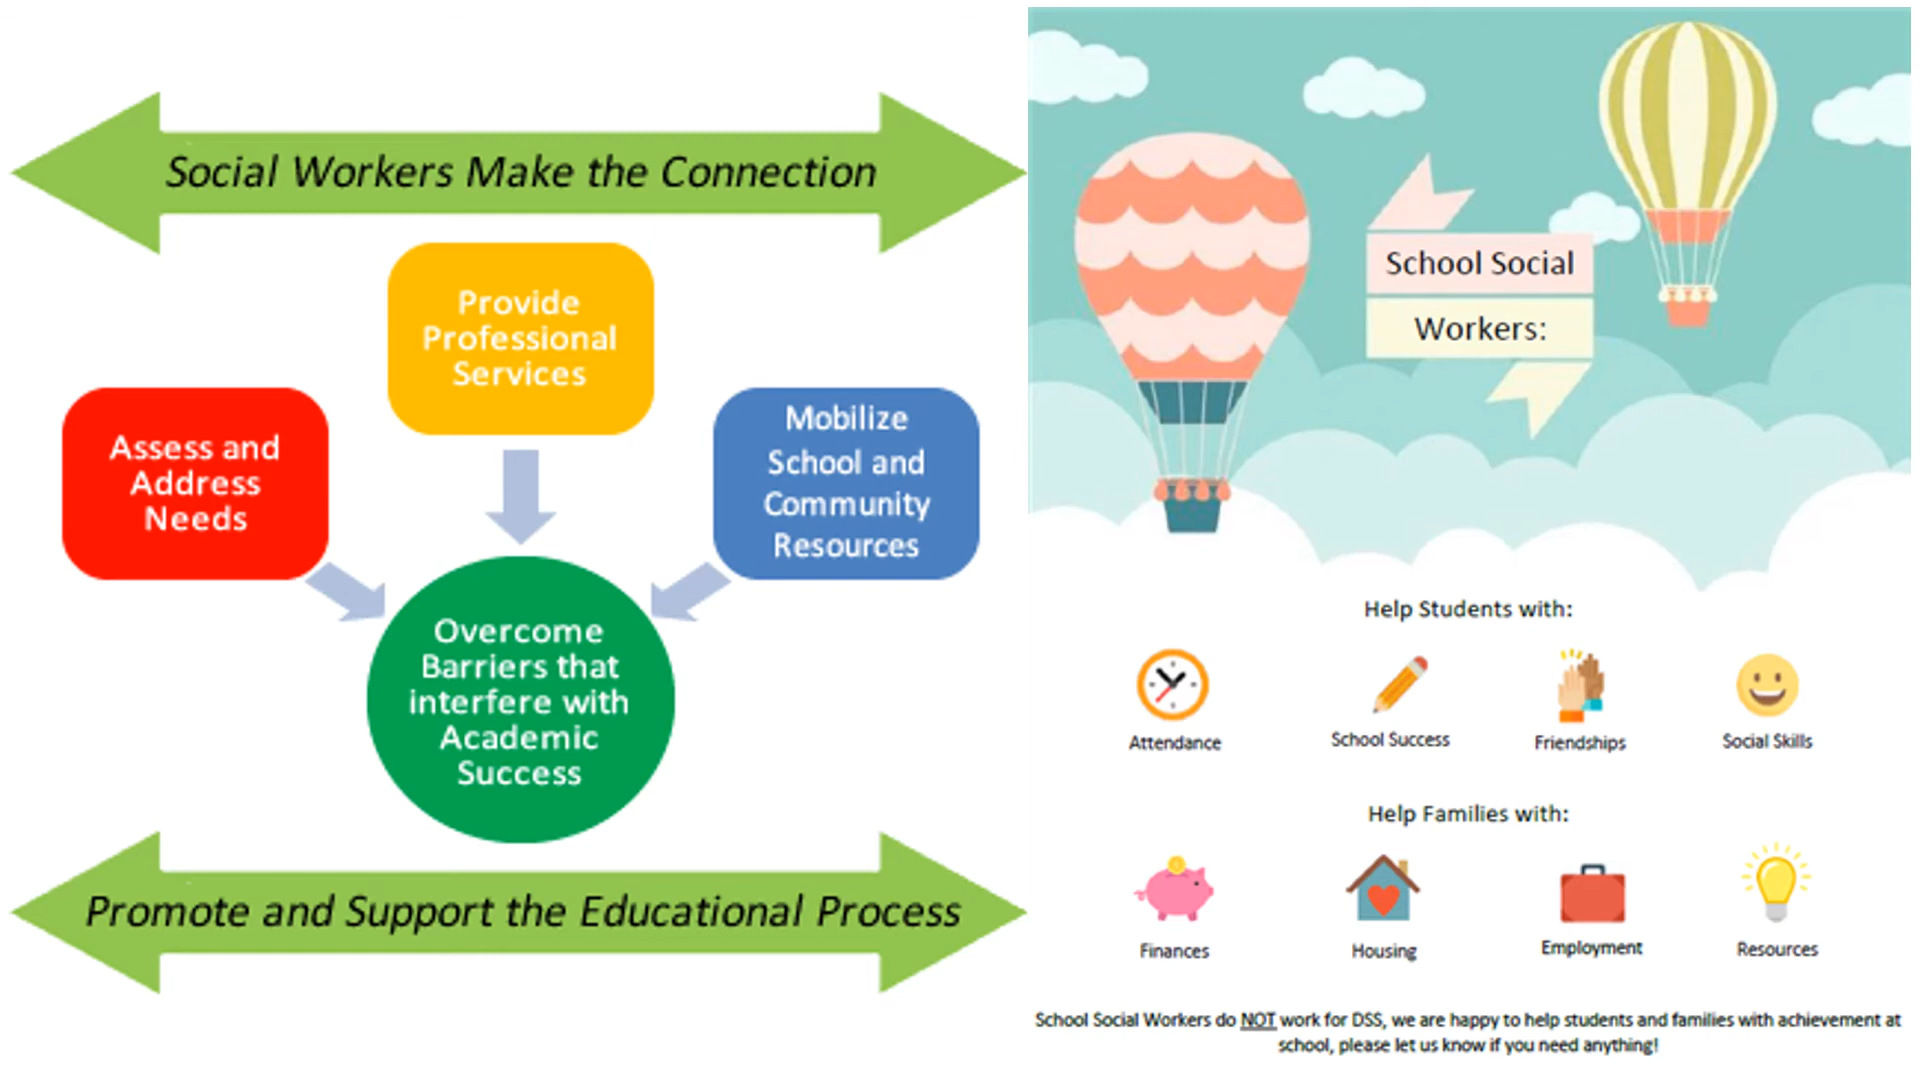 Social Workers Make the Connection
Provide
Professional
Services
Assess and
Address
Needs
Mobilize
School and
Community
Resources
Overcome
Barriers that
interfere with
Academic
Success
Promote and Support the Educational Process
School Social
Workers:
Help Students with:
Attendance
School Success
Friendships
Social Skills
Help Families with:
Finances
Housing
Employment
Resources
School Social Workers do NOT work for DSS, we are happy to help students and families with achievement at
school, please let us know if you need anything!